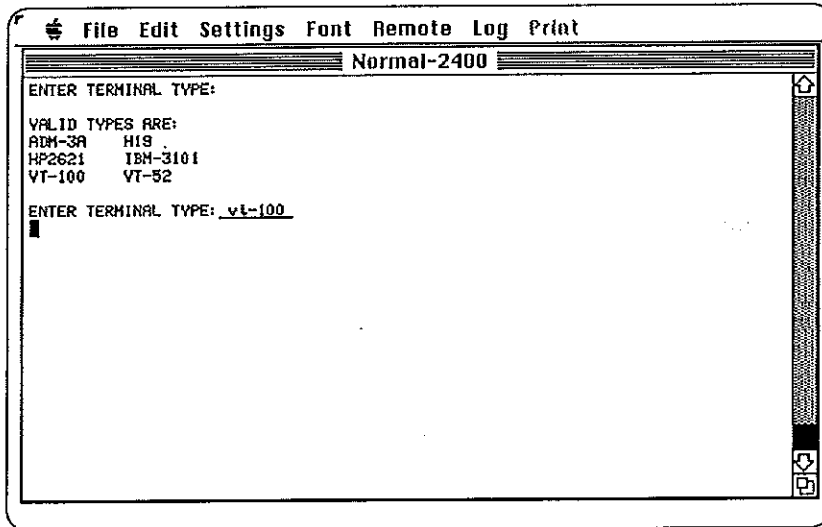 File Edit Settings Font Remote Log Print
Normal-2400
ENTER TERMINAL TYPE:
VALID TYPES ARE:
ADM-3A H19
HP2621 IBM-3101
VT-100 VT-52
ENTER TERMINAL TYPE: vt-100